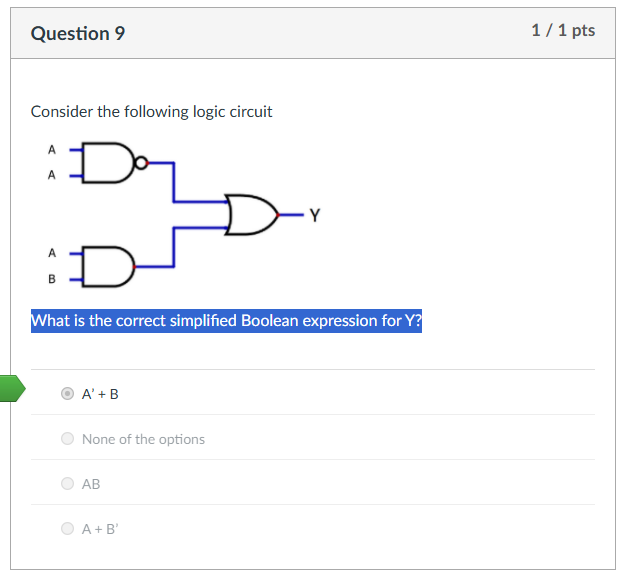 Question 9
1 / 1 pts
Consider the following logic circuit
A
A
Y
A
B
What is the correct simplified Boolean expression for Y?
A' + B
None of the options
AB
A + B'